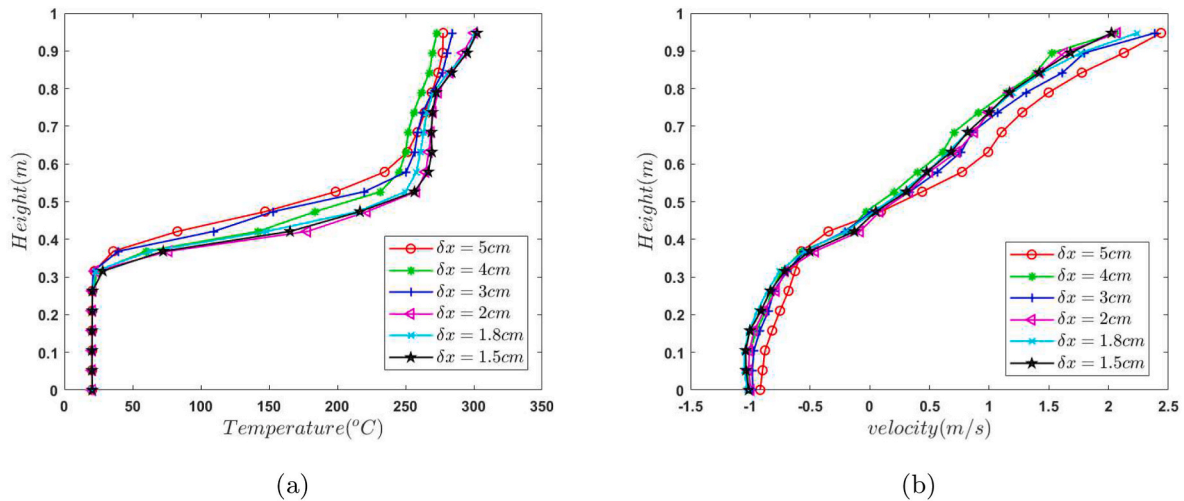 1
0.9
0.8
0.7
0.6
0.5
0.4
0.3
0.2
0.1
0
Height(m)
0 50 100 150 200 250 300 350
Temperature(°C)
δx = 5cm
δx = 4cm
δx = 3cm
δx = 2cm
δx = 1.8cm
δx = 1.5cm
(a)
1
0.9
0.8
0.7
0.6
0.5
0.4
0.3
0.2
0.1
0
Height(m)
-1.5 -1 -0.5 0 0.5 1 1.5 2 2.5
velocity(m/s)
δx = 5cm
δx = 4cm
δx = 3cm
δx = 2cm
δx = 1.8cm
δx = 1.5cm
(b)